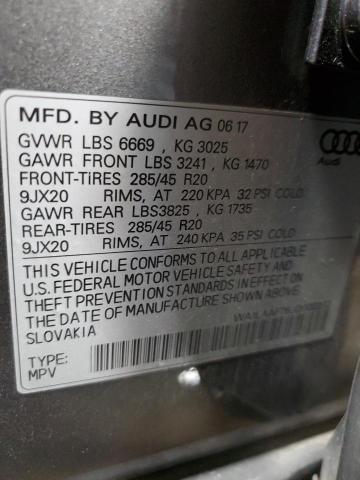 MFD. BY AUDI AG 06 17
GVWR LBS 6669 , KG 3025
GAWR FRONT LBS 3241 , KG 1470
FRONT-TIRES 285/45 R20
9JX20 RIMS, AT 220 KPA 32 PSI COLD
GAWR REAR LBS3825 , KG 1735
REAR-TIRES 285/45 R20
9JX20 RIMS, AT 240 KPA 35 PSI COLD
Audi
THIS VEHICLE CONFORMS TO ALL APPLICABLE
U.S. FEDERAL MOTOR VEHICLE SAFETY AND
THEFT PREVENTION STANDARDS IN EFFECT ON
THE DATE OF MANUFACTURE SHOWN ABOVE.
SLOVAKIA
TYPE:
MPV